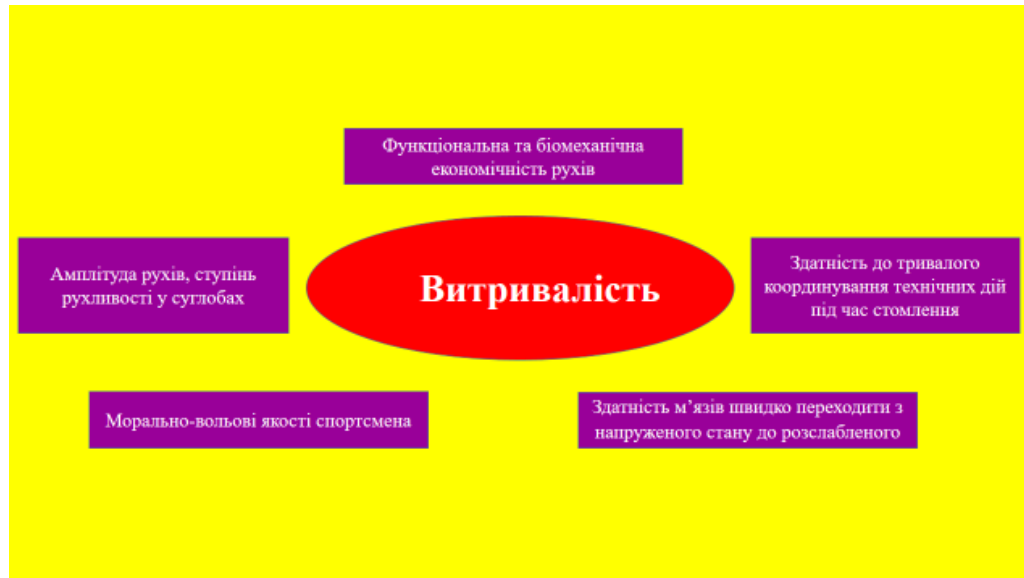 Функціональна та біомеханічна
економічність рухів
Амплітуда рухів, ступінь
рухливості у суглобах
Витривалість
Здатність до тривалого
координування технічних дій
під час стомлення
Морально-вольові якості спортсмена
Здатність м’язів швидко переходити з
напруженого стану до розслабленого